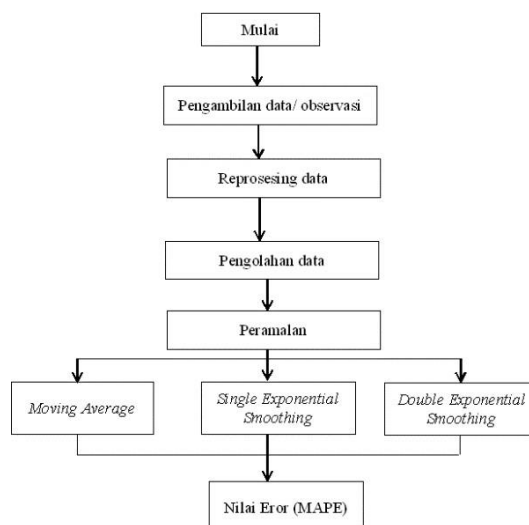 Mulai
Pengambilan data/ observasi
Reprosesing data
Pengolahan data
Peramalan
Moving Average
Single Exponential
Smoothing
Double Exponential
Smoothing
Nilai Eror (MAPE)